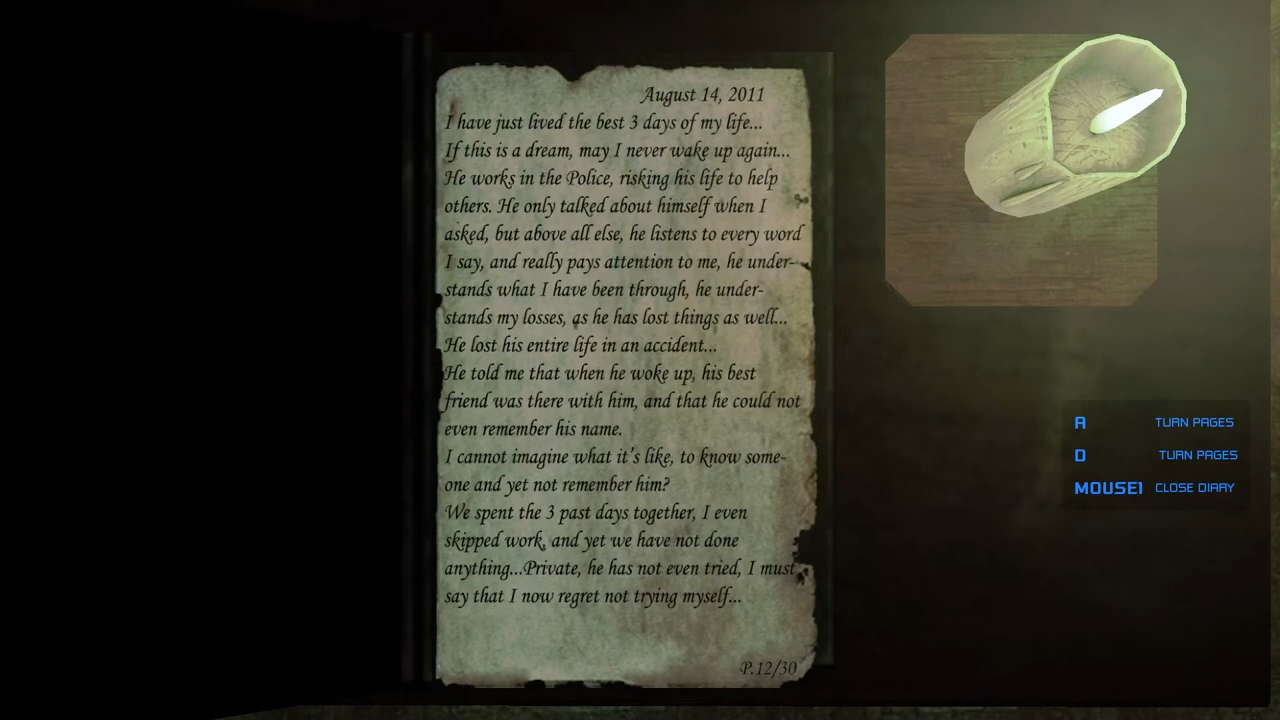 August 14, 2011
I have just lived the best 3 days of my life...
If this is a dream, may I never wake up again...
He works in the Police, risking his life to help
others. He only talked about himself when I
asked, but above all else, he listens to every word
I say, and really pays attention to me, he under-
stands what I have been through, he under-
stands my losses, as he has lost things as well...
He lost his entire life in an accident...
He told me that when he woke up, his best
friend was there with him, and that he could not
even remember his name.
I cannot imagine what it's like, to know some-
one and yet not remember him?
We spent the 3 past days together, I even
skipped work, and yet we have not done
anything...Private, he has not even tried, I must
say that I now regret not trying myself...
P.12/30
A TURN PAGES
D TURN PAGES
MOUSE1 CLOSE DIARY